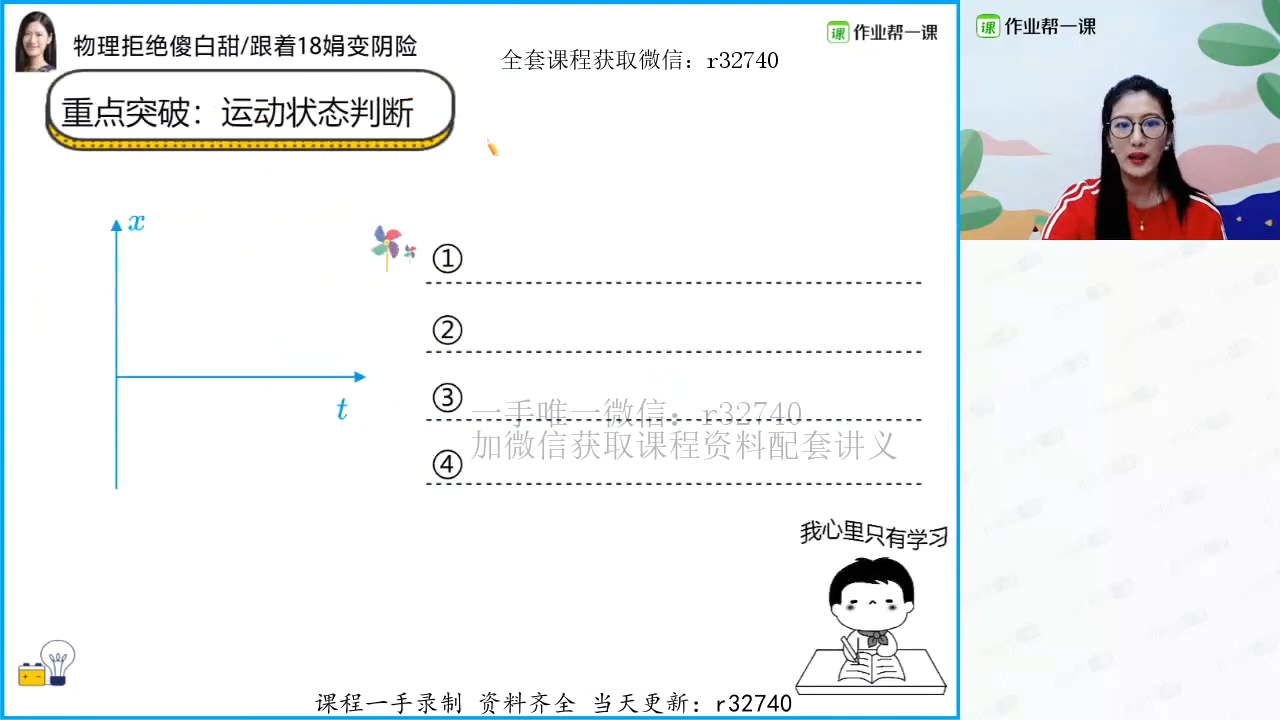 物理拒绝傻白甜/跟着18娟变阴险
课 作业帮一课
课 作业帮一课
全套课程获取微信：r32740
重点突破：运动状态判断
x
①
②
③
一手唯一微信：r32740
t
加微信获取课程资料配套讲义
④
我心里只有学习
+ -
课程一手录制 资料齐全 当天更新：r32740